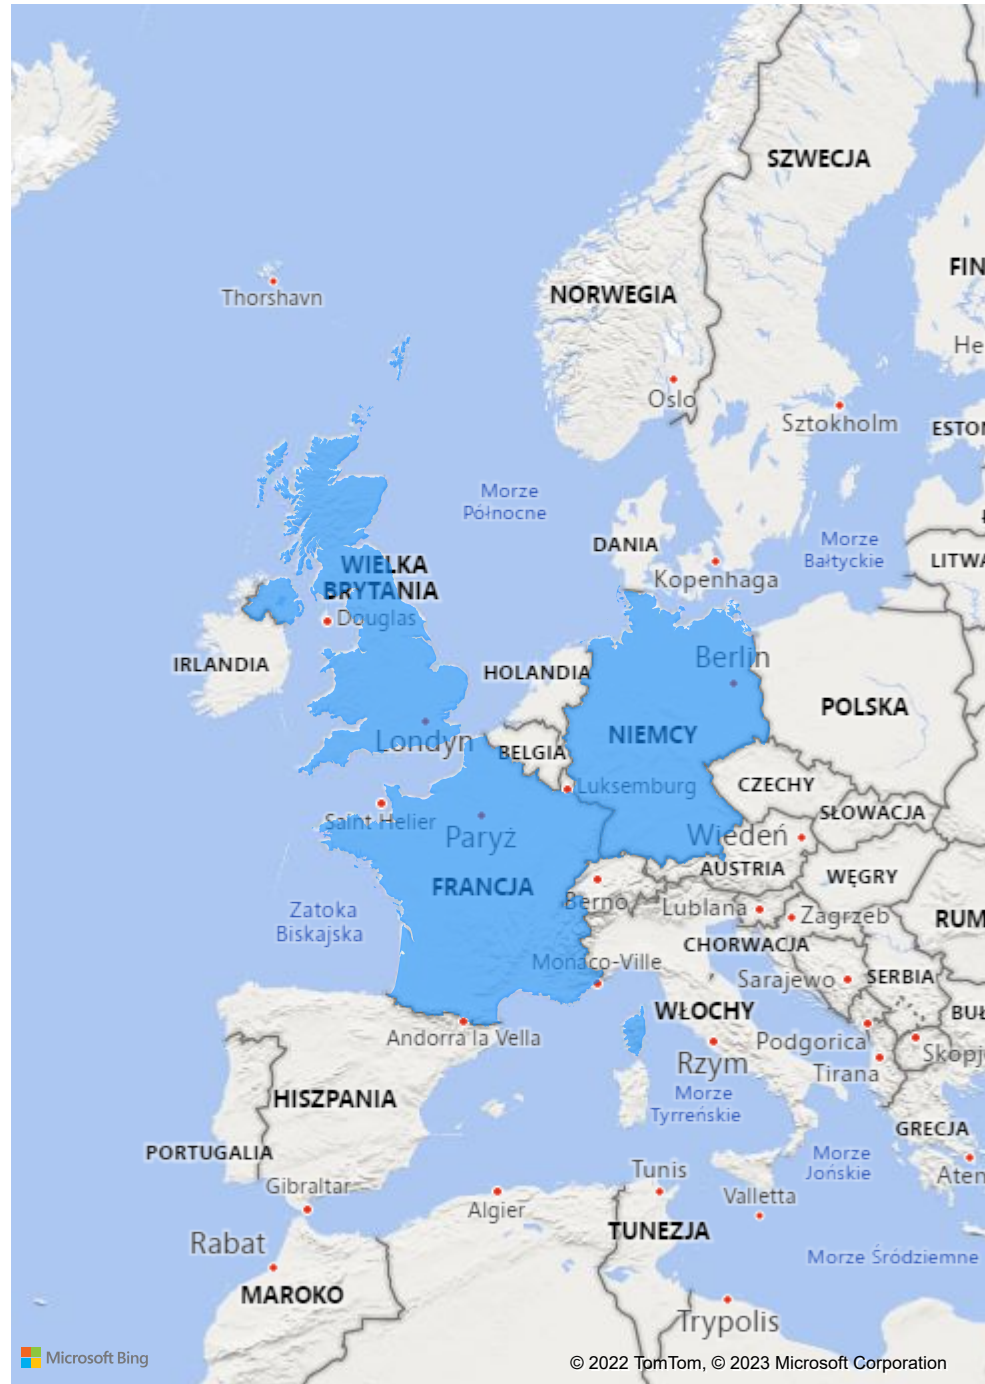 SZWECJA
FIN
Thorshavn
NORWEGIA
He
Oslo
Sztokholm
ESTO
Morze
Północne
DANIA
Morze
Bałtyckie
LITWA
WIELKA
BRYTANIA
Kopenhaga
Douglas
IRLANDIA
HOLANDIA
Berlin
POLSKA
NIEMCY
Londyn
BELGIA
Luksemburg
CZECHY
SŁOWACJA
Saint Helier
Paryż
Wiedeń
AUSTRIA
WĘGRY
FRANCJA
Berno
Lublana
Zagrzeb
RUM
Zatoka
Biskajska
CHORWACJA
Monaco-Ville
Sarajewo
SERBIA
WŁOCHY
BUŁ
Andorra la Vella
Podgorica
Skopj
Rzym
Tirana
HISZPANIA
Morze
Tyrreńskie
GRECJA
PORTUGALIA
Morze
Jońskie
Gibraltar
Tunis
Valletta
Aten
Algier
TUNEZJA
Rabat
Morze Śródziemne
MAROKO
Trypolis
Microsoft Bing
© 2022 TomTom, © 2023 Microsoft Corporation